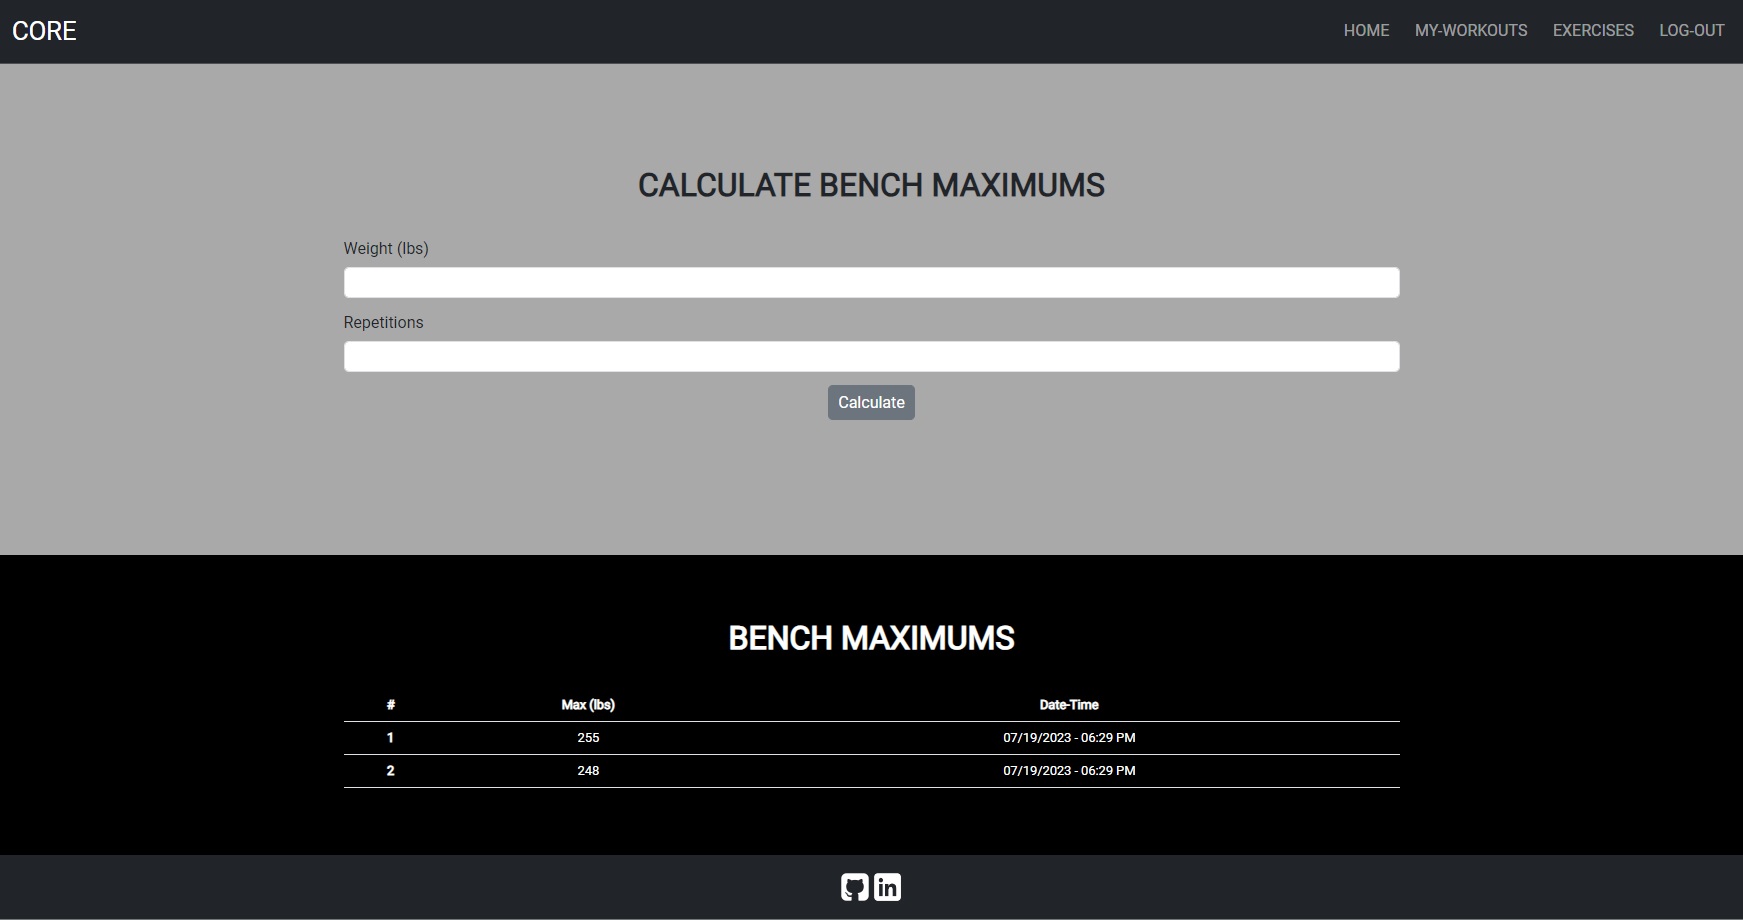 CORE HOME MY-WORKOUTS EXERCISES LOG-OUT
CALCULATE BENCH MAXIMUMS
Weight (lbs)
Repetitions
Calculate
BENCH MAXIMUMS
# Max (lbs) Date-Time
1 255 07/19/2023 - 06:29 PM
2 248 07/19/2023 - 06:29 PM
in